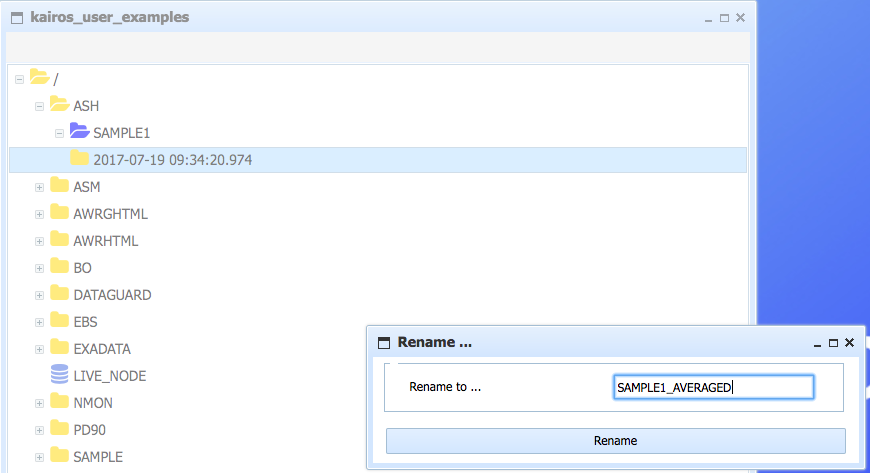 kairos_user_examples
/
ASH
SAMPLE1
2017-07-19 09:34:20.974
ASM
AWRGHTML
AWRHTML
BO
DATAGUARD
EBS
EXADATA
LIVE_NODE
NMON
PD90
SAMPLE
Rename ...
Rename to ... SAMPLE1_AVERAGED
Rename